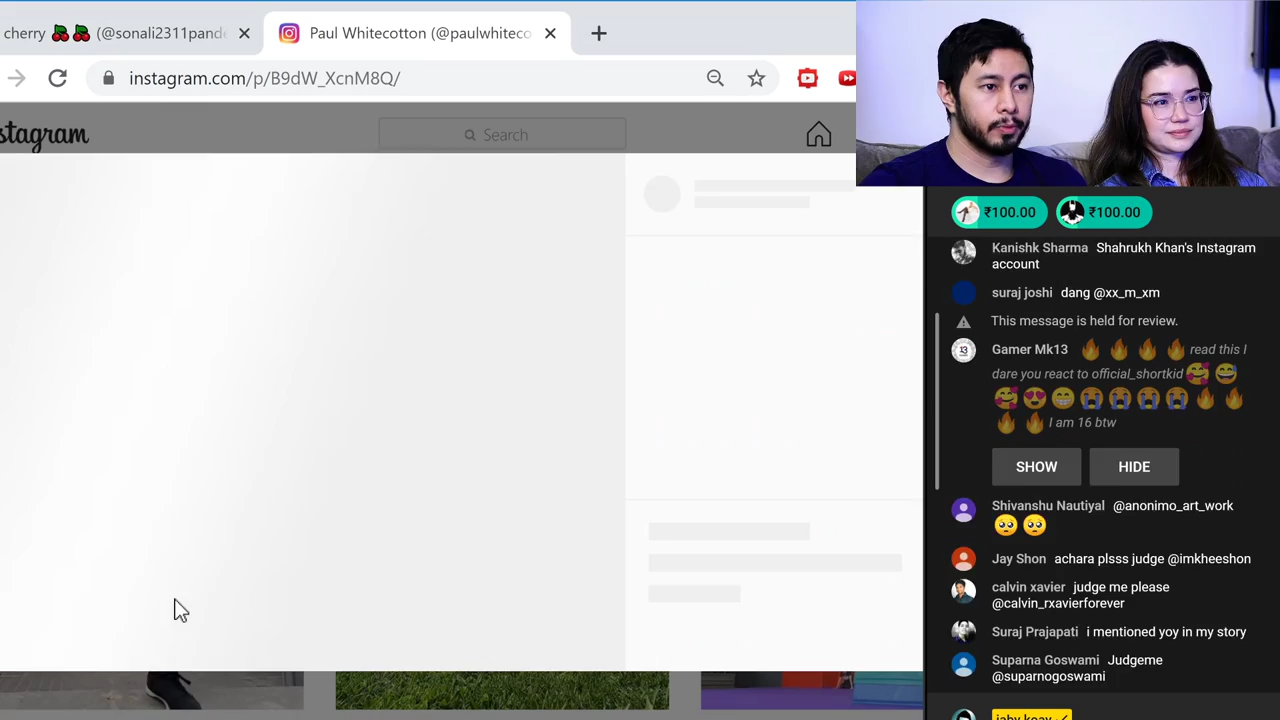 cherry 🍒🍒 (@sonali2311pand
Paul Whitecotton (@paulwhiteco
instagram.com/p/B9dW_XcnM8Q/
stagram
Search
₹100.00
₹100.00
Kanishk Sharma Shahrukh Khan's Instagram
account
suraj joshi dang @xx_m_xm
This message is held for review.
Gamer Mk13 🔥🔥🔥🔥 read this I
dare you react to official_shortkid 🥰😅
🥰😍😁😭😭😭😭🔥🔥
🔥🔥 I am 16 btw
SHOW HIDE
Shivanshu Nautiyal @anonimo_art_work
🥺🥺
Jay Shon achara plsss judge @imkheeshon
calvin xavier judge me please
@calvin_rxavierforever
Suraj Prajapati i mentioned yoy in my story
Suparna Goswami Judgeme
@suparnogoswami
jaby koay